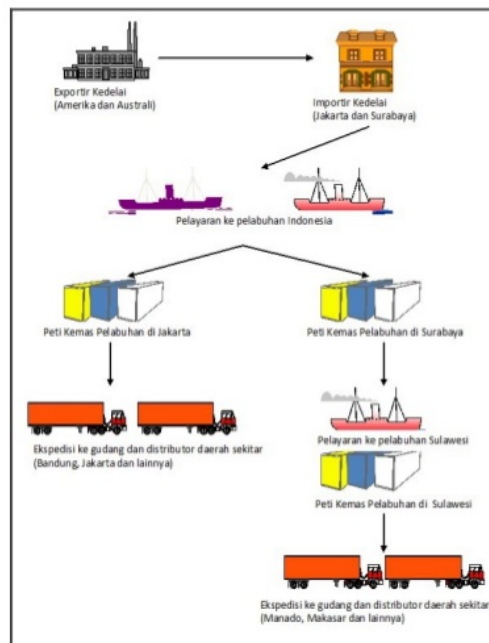 Exportir Kedelai
(Amerika dan Australi)
Importir Kedelai
(Jakarta dan Surabaya)
Pelayaran ke pelabuhan Indonesia
Peti Kemas Pelabuhan di Jakarta
Peti Kemas Pelabuhan di Surabaya
Ekspedisi ke gudang dan distributor daerah sekitar
(Bandung, Jakarta dan lainnya)
Pelayaran ke pelabuhan Sulawesi
Peti Kemas Pelabuhan di Sulawesi
Ekspedisi ke gudang dan distributor daerah sekitar
(Manado, Makasar dan lainnya)